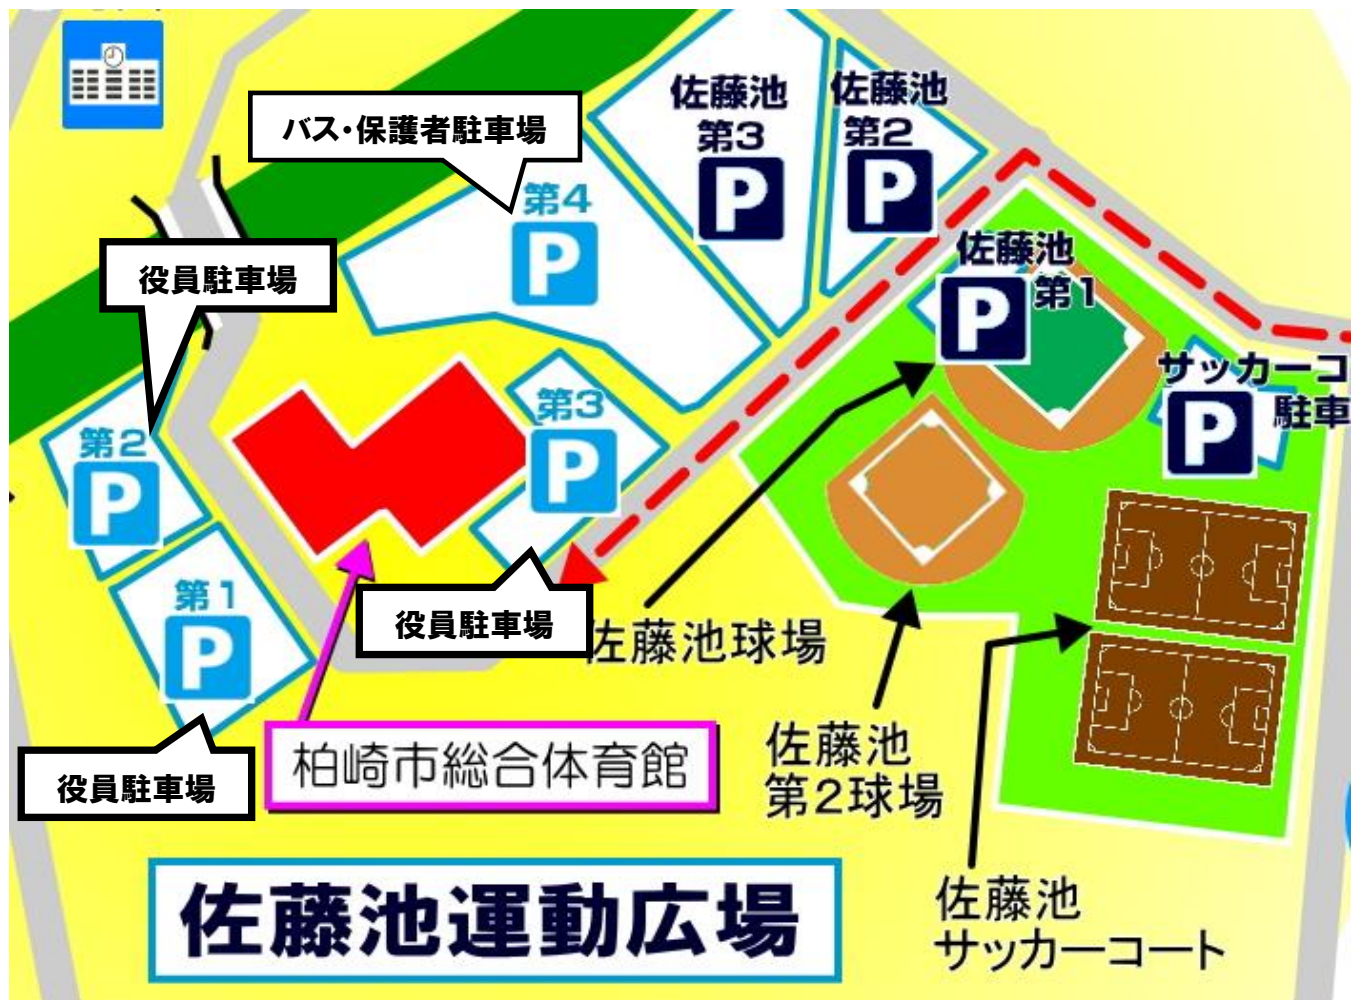 バス・保護者駐車場
佐藤池
第3
P
佐藤池
第2
P
第4
P
役員駐車場
佐藤池
第1
P
サッカーコ
駐車
P
第3
P
第2
P
第1
P
役員駐車場
佐藤池球場
柏崎市総合体育館
役員駐車場
佐藤池
第2球場
佐藤池運動広場
佐藤池
サッカーコート